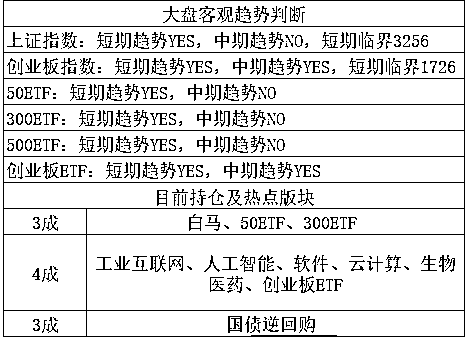 大盘客观趋势判断
上证指数：短期趋势YES，中期趋势NO，短期临界3256
创业板指数：短期趋势YES，中期趋势YES，短期临界1726
50ETF：短期趋势YES，中期趋势NO
300ETF：短期趋势YES，中期趋势NO
500ETF：短期趋势YES，中期趋势NO
创业板ETF：短期趋势YES，中期趋势YES
目前持仓及热点版块
3成 白马、50ETF、300ETF
4成 工业互联网、人工智能、软件、云计算、生物
医药、创业板ETF
3成 国债逆回购